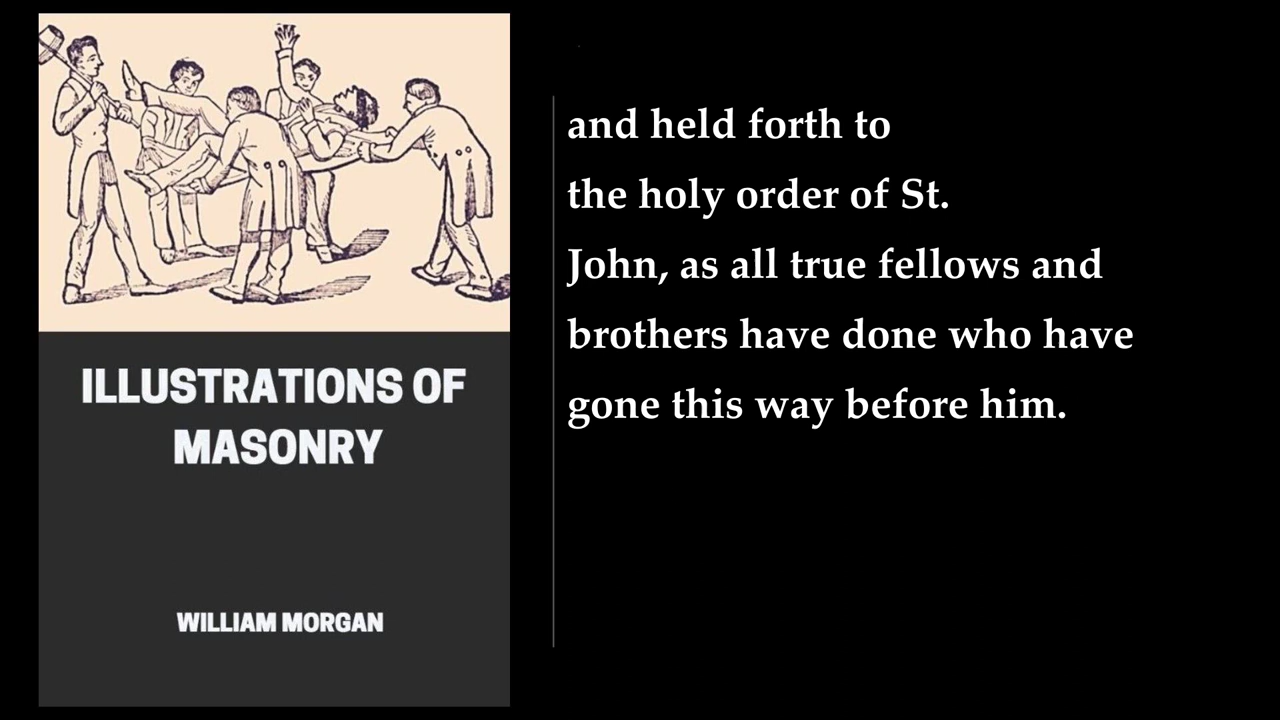 ILLUSTRATIONS OF
MASONRY
WILLIAM MORGAN
and held forth to
the holy order of St.
John, as all true fellows and
brothers have done who have
gone this way before him.